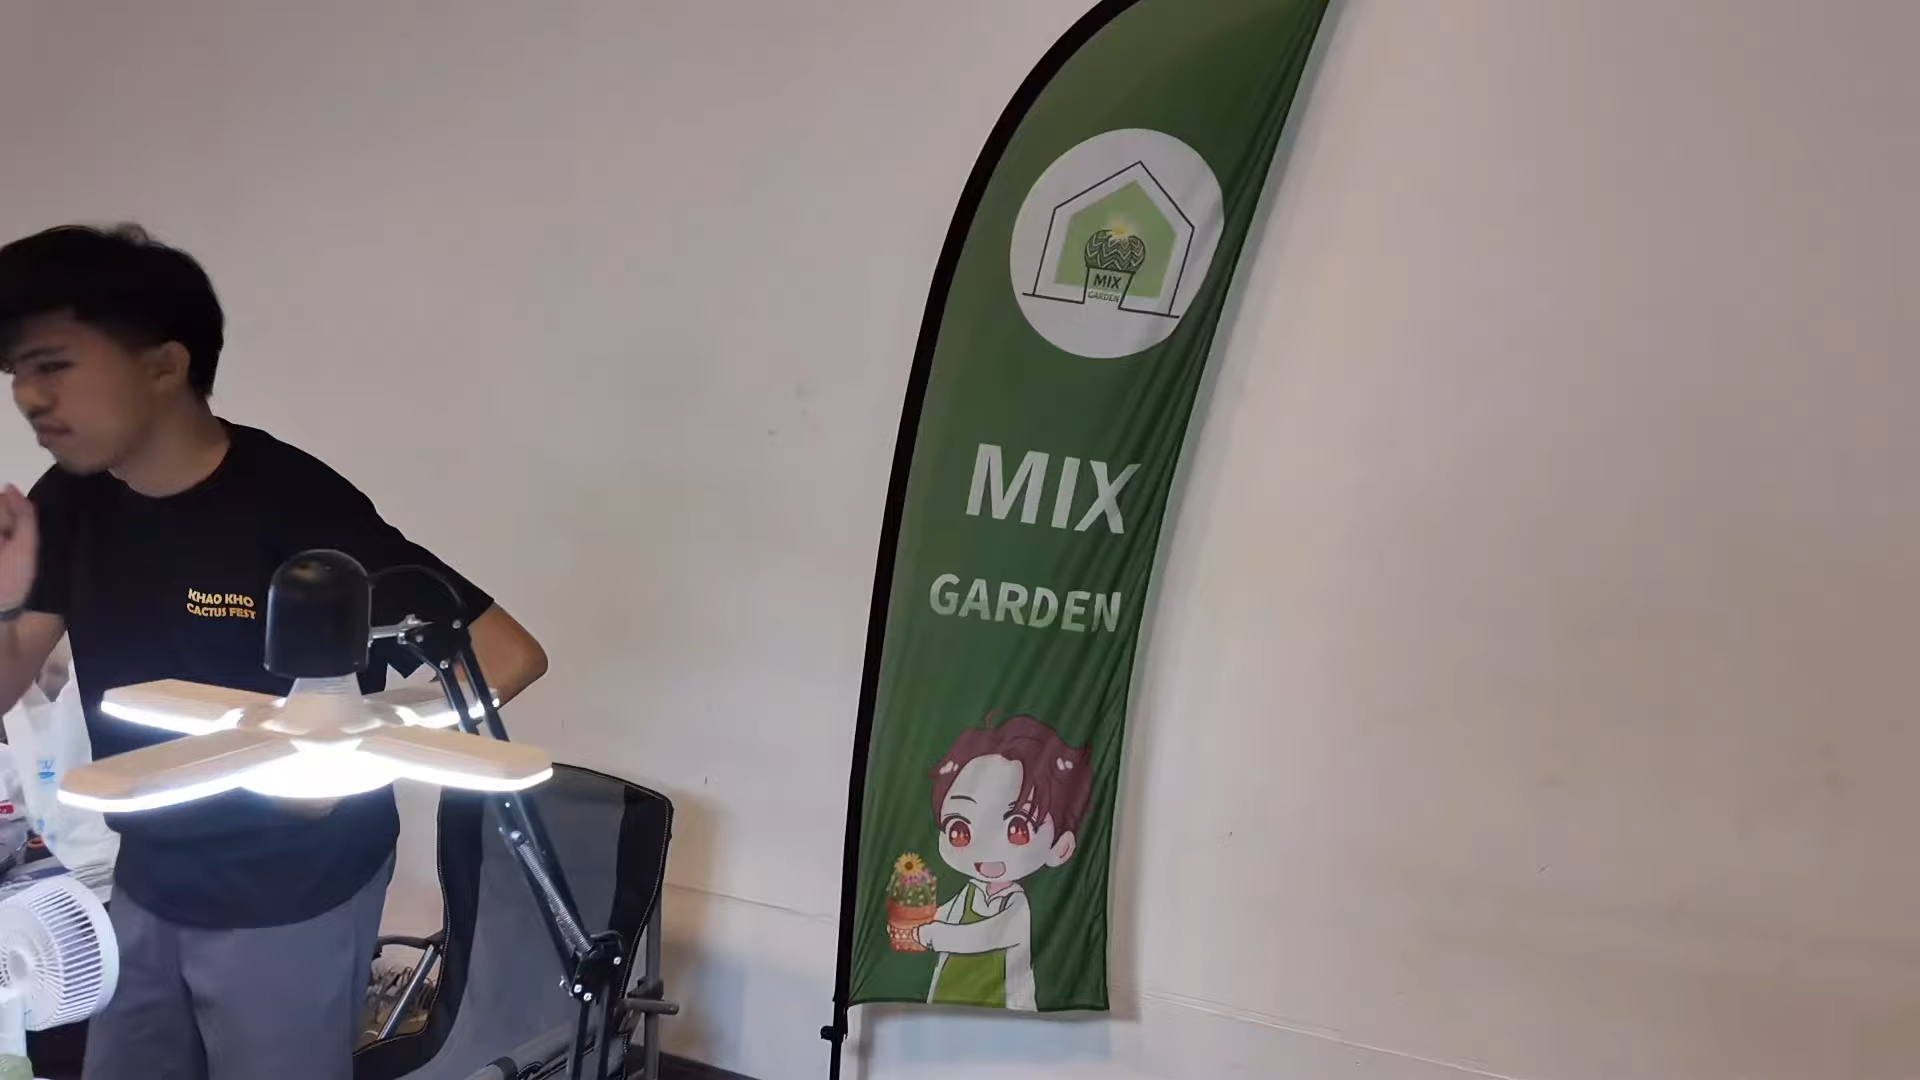 MIX
GARDEN
MIX
GARDEN
KHAO KHO
CACTUS FEST